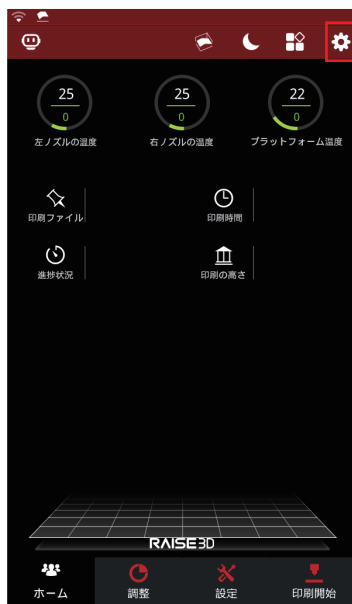 25
0
左ノズルの温度
25
0
右ノズルの温度
22
0
プラットフォーム温度
印刷ファイル
印刷時間
進捗状況
印刷の高さ
RAISE3D
ホーム
調整
設定
印刷開始